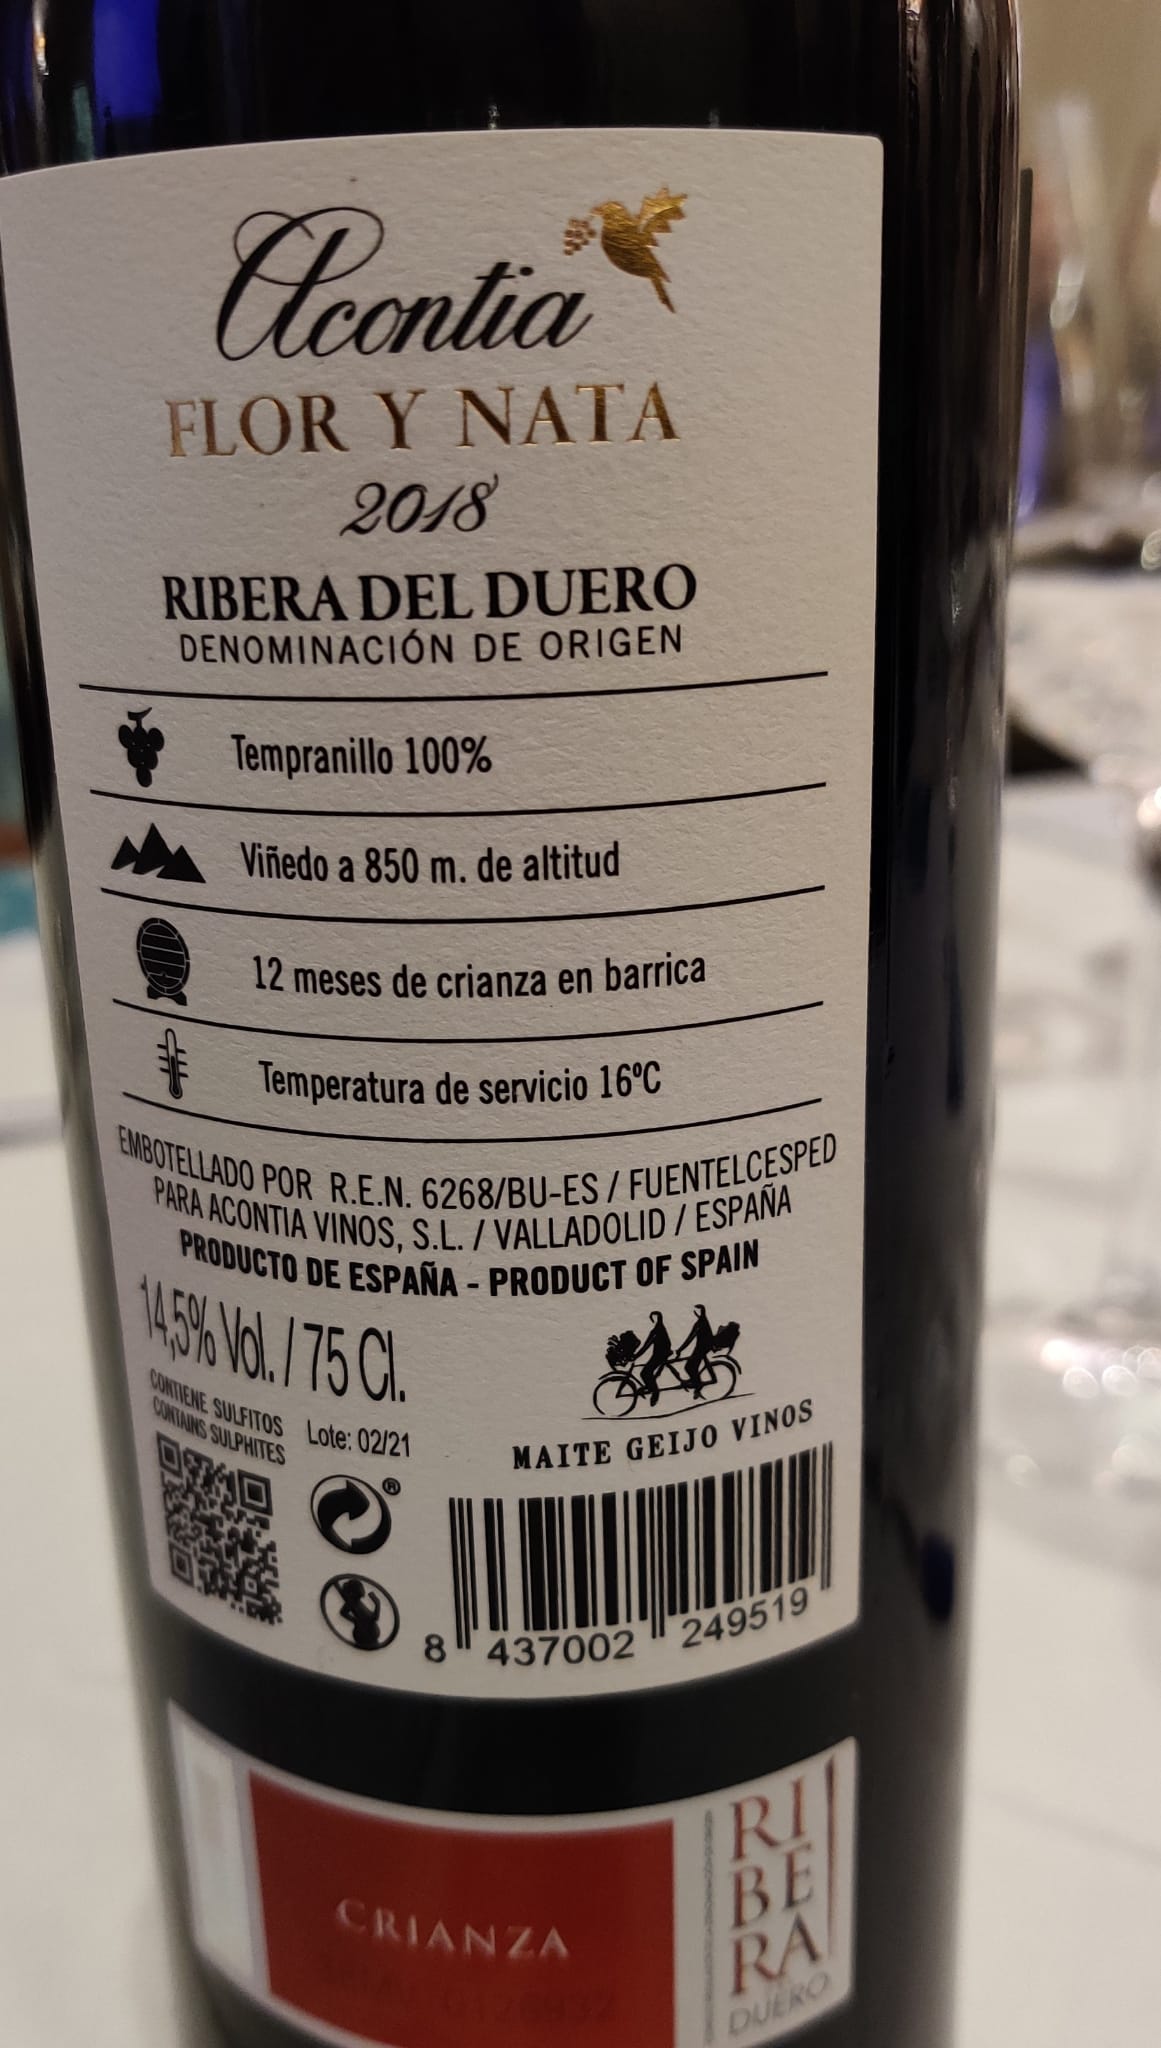 Acontia
FLOR Y NATA
2018
RIBERA DEL DUERO
DENOMINACIÓN DE ORIGEN
Tempranillo 100%
Viñedo a 850 m. de altitud
12 meses de crianza en barrica
Temperatura de servicio 16ºC
EMBOTELLADO POR R.E.N. 6268/BU-ES / FUENTELCESPED
PARA ACONTIA VINOS, S.L. / VALLADOLID / ESPAÑA
PRODUCTO DE ESPAÑA - PRODUCT OF SPAIN
14,5% Vol. / 75 Cl.
CONTIENE SULFITOS
CONTAINS SULPHITES
Lote: 02/21
MAITE GEIJO VINOS
®
8 437002 249519
CRIANZA
RI
BE
RA
DUERO